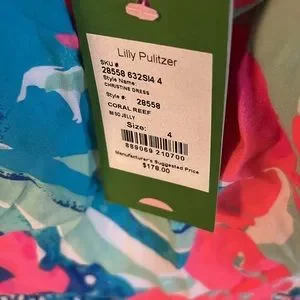 Lilly Pulitzer
SKU #
28558 632SI4 4
Style Name:
CHRISTINE DRESS
Style #: 28558
CORAL REEF
Size: 4
889069 210700
Manufacturer's Suggested Price
$178.00